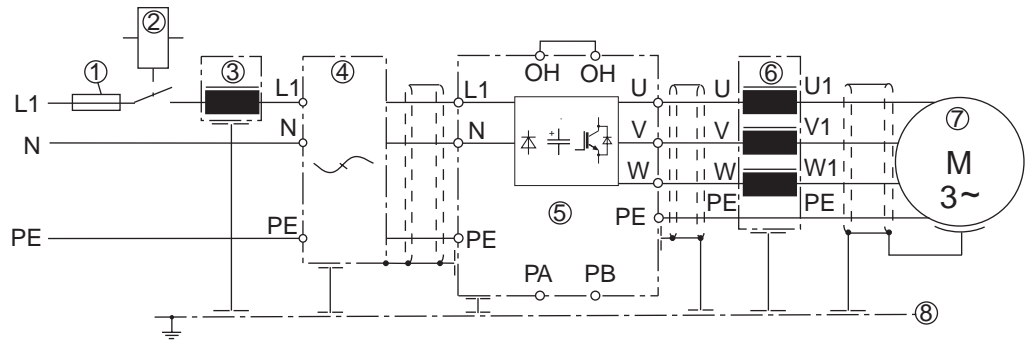 ②
① ③ ④ OH OH ⑥
L1 L1 L1 U U U1 ⑦
N N N V V V1 M
W W W1 3~
PE PE PE ⑤ PE PE PE
PA PB
⑧